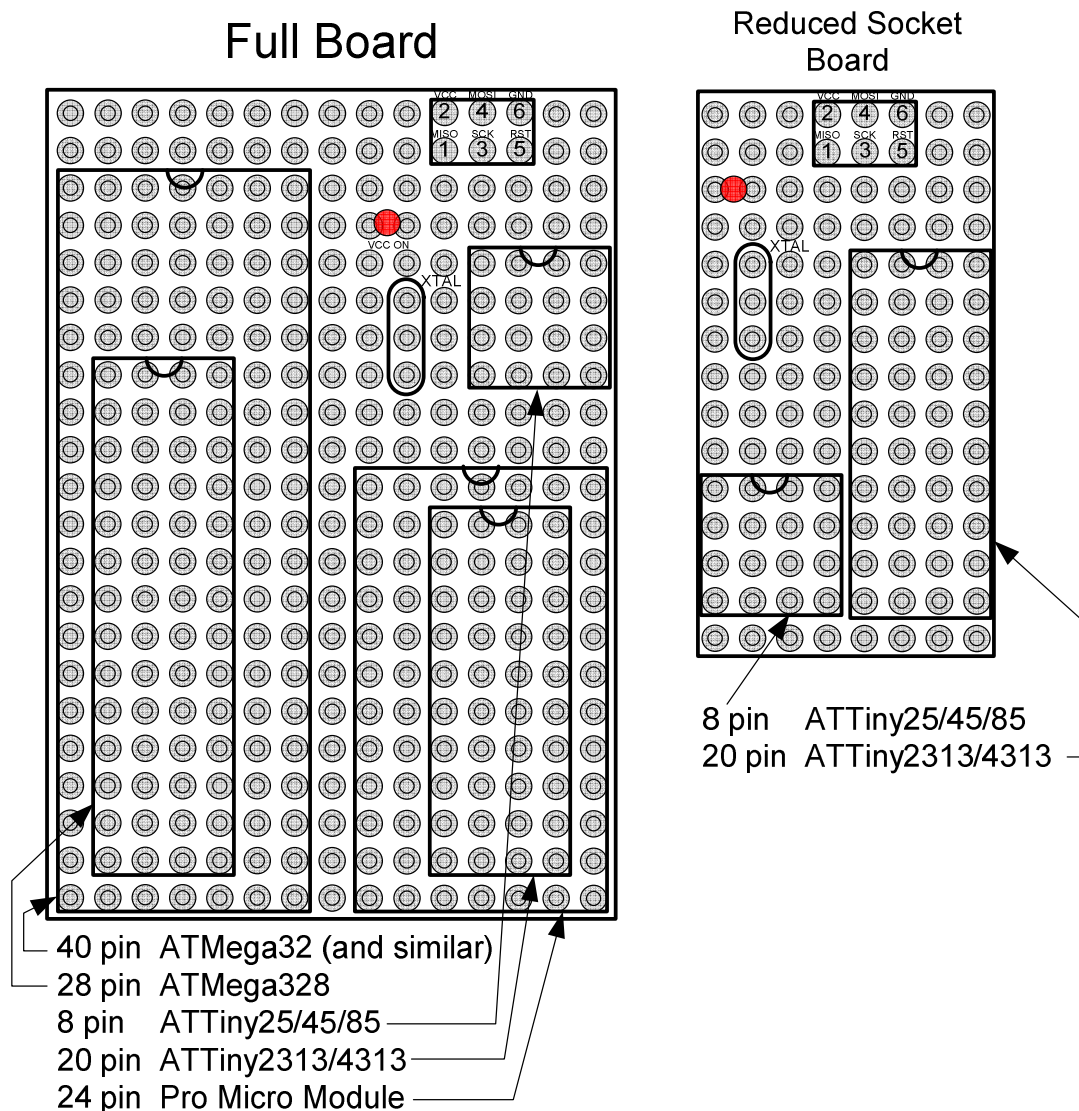 Full Board
VCC MOSI GND
2 4 6
MISO SCK RST
1 3 5
VCC ON
XTAL
40 pin ATMega32 (and similar)
28 pin ATMega328
8 pin ATTiny25/45/85
20 pin ATTiny2313/4313
24 pin Pro Micro Module
Reduced Socket
Board
VCC MOSI GND
2 4 6
MISO SCK RST
1 3 5
XTAL
8 pin ATTiny25/45/85
20 pin ATTiny2313/4313